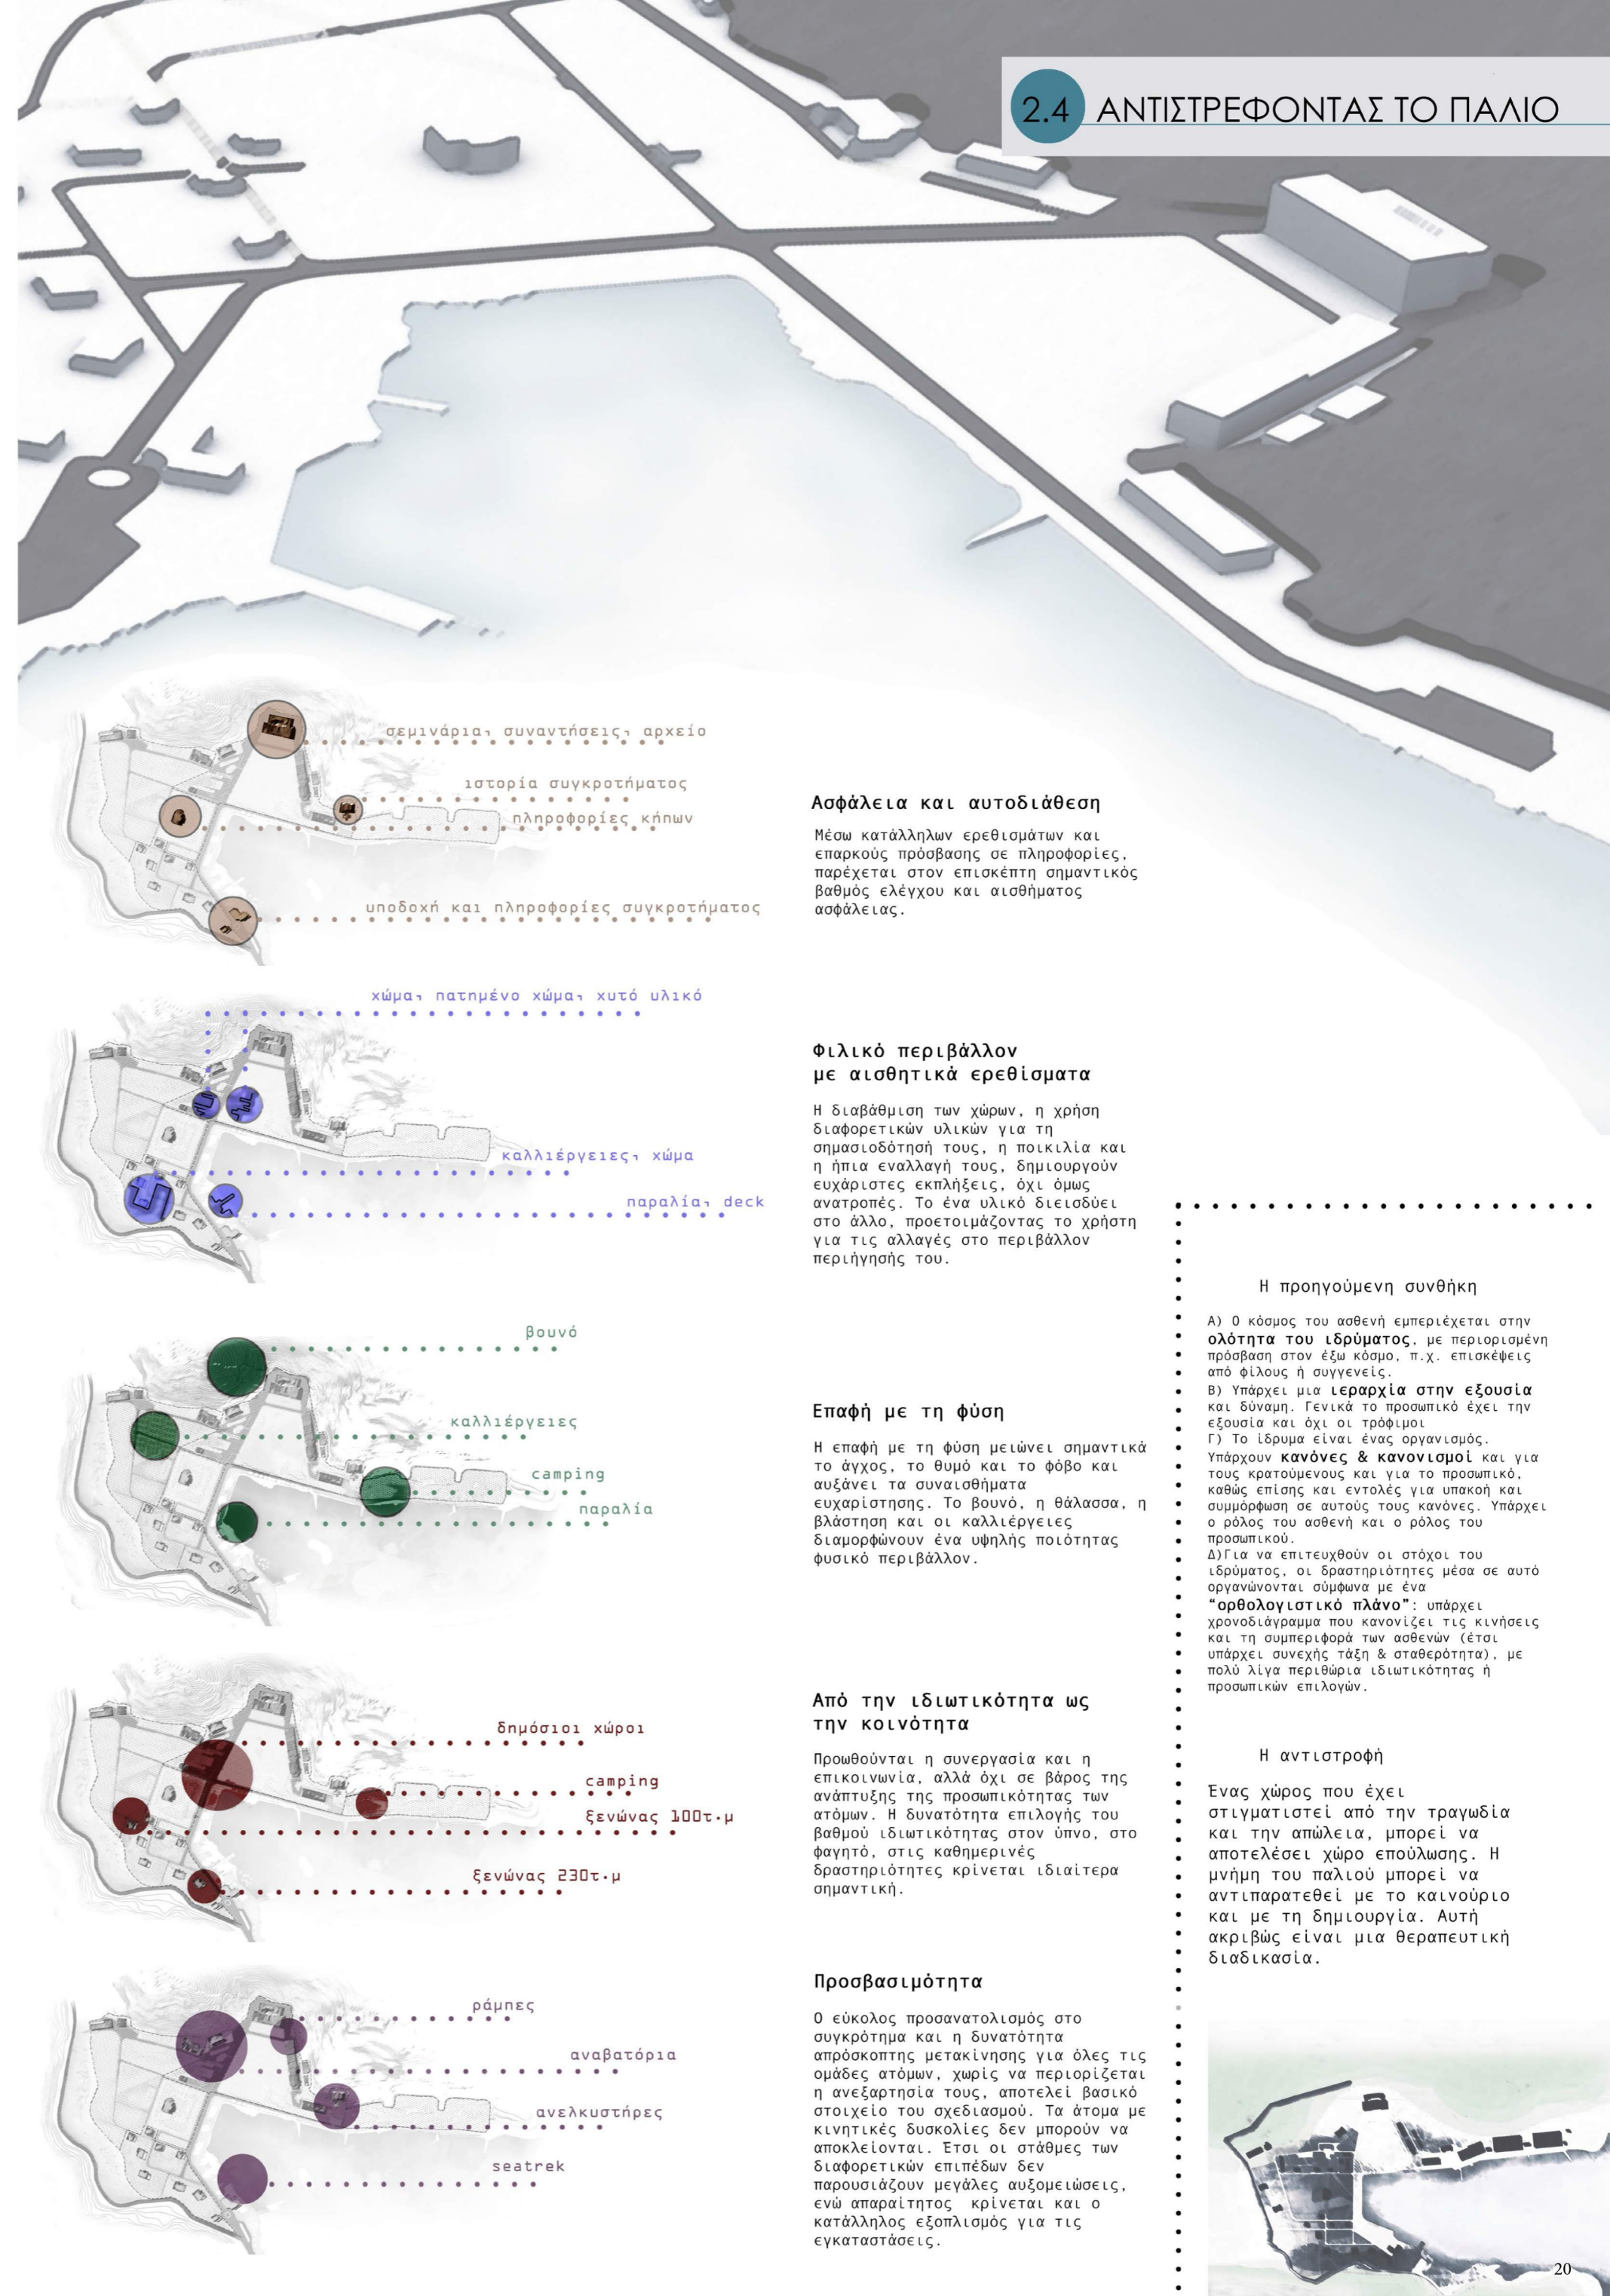 2.4 ΑΝΤΙΣΤΡΕΦΟΝΤΑΣ ΤΟ ΠΑΛΙΟ
σεμινάρια, συναντήσεις, αρχείο
ιστορία συγκροτήματος
πληροφορίες κήπων
υποδοχή και πληροφορίες συγκροτήματος
Ασφάλεια και αυτοδιάθεση
Μέσω κατάλληλων ερεθισμάτων και
επαρκούς πρόσβασης σε πληροφορίες,
παρέχεται στον επισκέπτη σημαντικός
βαθμός ελέγχου και αισθήματος
ασφάλειας.
χώμα, πατημένο χώμα, χυτό υλικό
καλλιέργειες, χώμα
παραλία, deck
Φιλικό περιβάλλον
με αισθητικά ερεθίσματα
Η διαβάθμιση των χώρων, η χρήση
διαφορετικών υλικών για τη
σημασιοδότησή τους, η ποικιλία και
η ήπια εναλλαγή τους, δημιουργούν
ευχάριστες εκπλήξεις, όχι όμως
ανατροπές. Το ένα υλικό διεισδύει
στο άλλο, προετοιμάζοντας το χρήστη
για τις αλλαγές στο περιβάλλον
περιήγησής του.
βουνό
καλλιέργειες
camping
παραλία
Επαφή με τη φύση
Η επαφή με τη φύση μειώνει σημαντικά
το άγχος, το θυμό και το φόβο και
αυξάνει τα συναισθήματα
ευχαρίστησης. Το βουνό, η θάλασσα, η
βλάστηση και οι καλλιέργειες
διαμορφώνουν ένα υψηλής ποιότητας
φυσικό περιβάλλον.
δημόσιοι χώροι
camping
ξενώνας 100τ.μ
ξενώνας 230τ.μ
Από την ιδιωτικότητα ως
την κοινότητα
Προωθούνται η συνεργασία και η
επικοινωνία, αλλά όχι σε βάρος της
ανάπτυξης της προσωπικότητας των
ατόμων. Η δυνατότητα επιλογής του
βαθμού ιδιωτικότητας στον ύπνο, στο
φαγητό, στις καθημερινές
δραστηριότητες κρίνεται ιδιαίτερα
σημαντική.
ράμπες
αναβατόρια
ανελκυστήρες
seatrek
Προσβασιμότητα
Ο εύκολος προσανατολισμός στο
συγκρότημα και η δυνατότητα
απρόσκοπτης μετακίνησης για όλες τις
ομάδες ατόμων, χωρίς να περιορίζεται
η ανεξαρτησία τους, αποτελεί βασικό
στοιχείο του σχεδιασμού. Τα άτομα με
κινητικές δυσκολίες δεν μπορούν να
αποκλείονται. Έτσι οι στάθμες των
διαφορετικών επιπέδων δεν
παρουσιάζουν μεγάλες αυξομειώσεις,
ενώ απαραίτητος κρίνεται και ο
κατάλληλος εξοπλισμός για τις
εγκαταστάσεις.
Η προηγούμενη συνθήκη
Α) Ο κόσμος του ασθενή εμπεριέχεται στην
ολότητα του ιδρύματος, με περιορισμένη
πρόσβαση στον έξω κόσμο, π.χ. επισκέψεις
από φίλους ή συγγενείς.
Β) Υπάρχει μια ιεραρχία στην εξουσία
και δύναμη. Γενικά το προσωπικό έχει την
εξουσία και όχι οι τρόφιμοι
Γ) Το ίδρυμα είναι ένας οργανισμός.
Υπάρχουν κανόνες & κανονισμοί και για
τους κρατούμενους και για το προσωπικό,
καθώς επίσης και εντολές για υπακοή και
συμμόρφωση σε αυτούς τους κανόνες. Υπάρχει
ο ρόλος του ασθενή και ο ρόλος του
προσωπικού.
Δ)Για να επιτευχθούν οι στόχοι του
ιδρύματος, οι δραστηριότητες μέσα σε αυτό
οργανώνονται σύμφωνα με ένα
“ορθολογιστικό πλάνο”: υπάρχει
χρονοδιάγραμμα που κανονίζει τις κινήσεις
και τη συμπεριφορά των ασθενών (έτσι
υπάρχει συνεχής τάξη & σταθερότητα), με
πολύ λίγα περιθώρια ιδιωτικότητας ή
προσωπικών επιλογών.
Η αντιστροφή
Ένας χώρος που έχει
στιγματιστεί από την τραγωδία
και την απώλεια, μπορεί να
αποτελέσει χώρο επούλωσης. Η
μνήμη του παλιού μπορεί να
αντιπαρατεθεί με το καινούριο
και με τη δημιουργία. Αυτή
ακριβώς είναι μια θεραπευτική
διαδικασία.
20